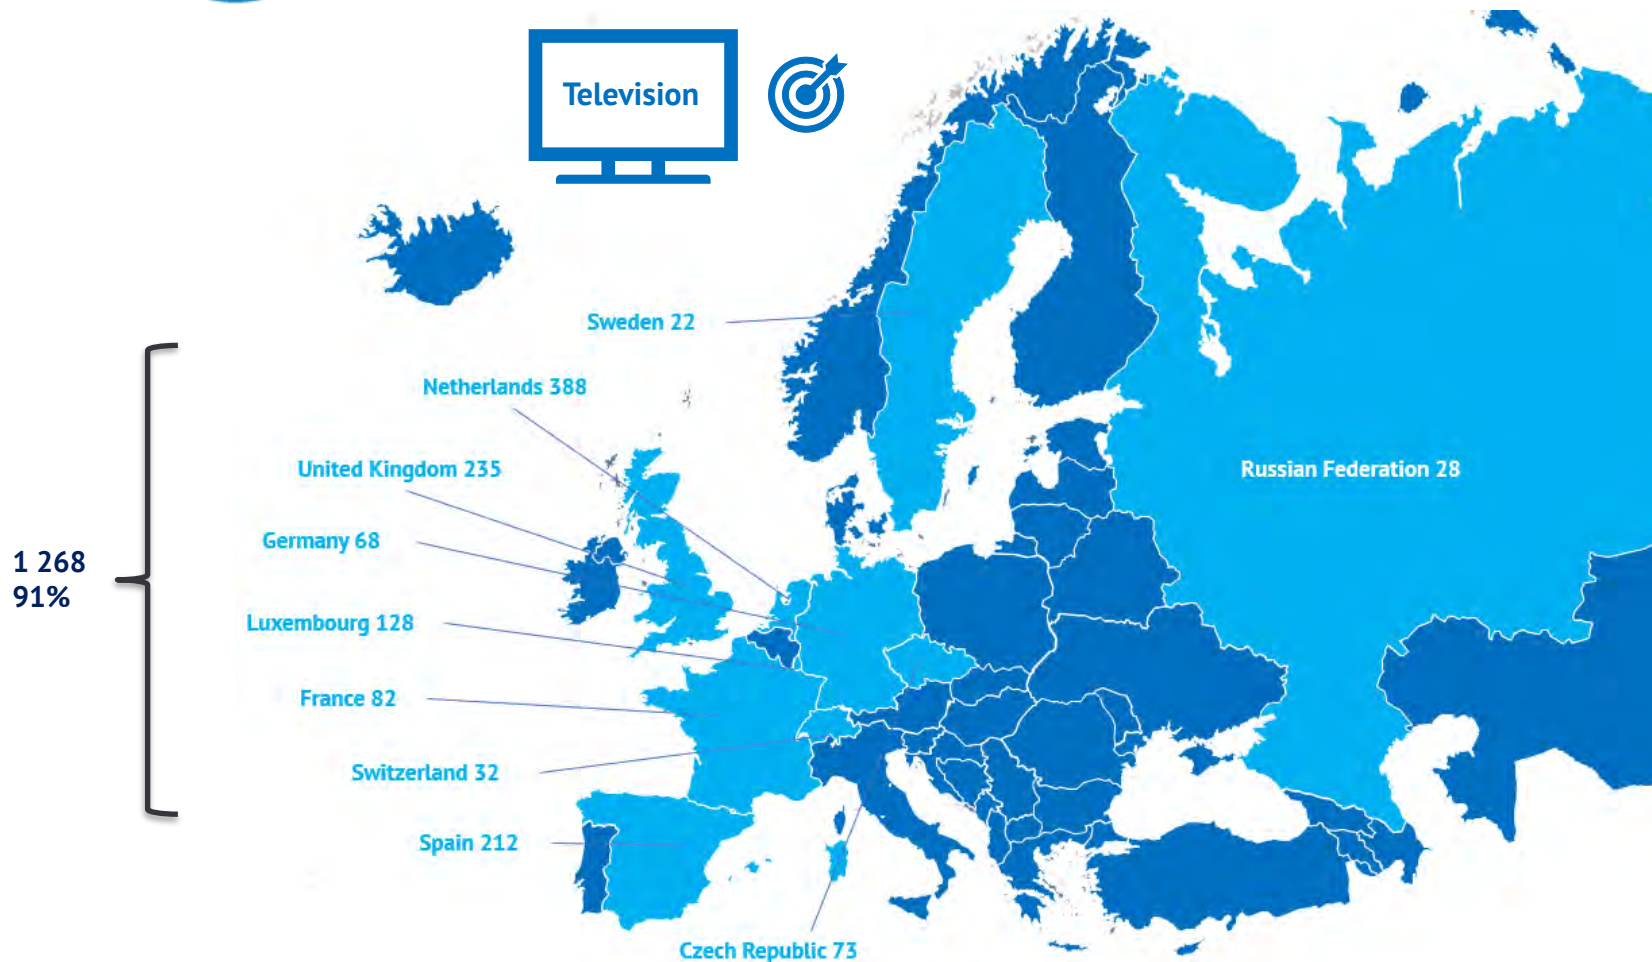 Television
Sweden 22
Netherlands 388
United Kingdom 235
Russian Federation 28
Germany 68
1 268
91%
Luxembourg 128
France 82
Switzerland 32
Spain 212
Czech Republic 73